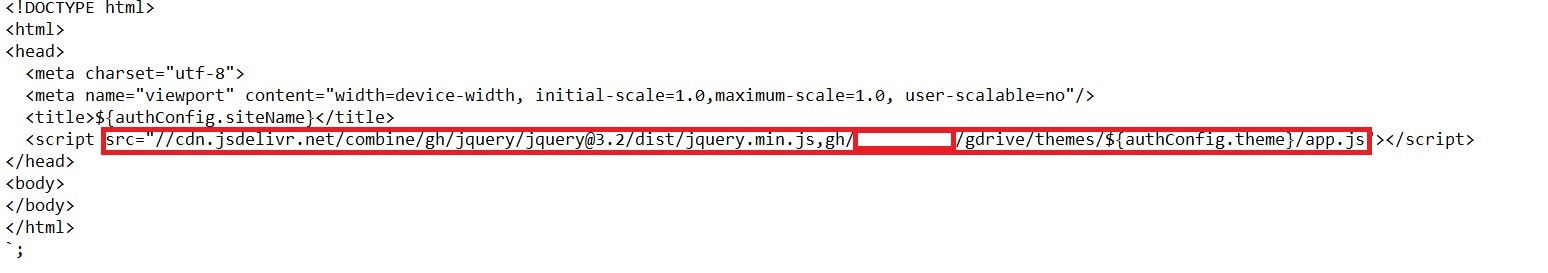 <!DOCTYPE html>
<html>
<head>
  <meta charset="utf-8">
  <meta name="viewport" content="width=device-width, initial-scale=1.0,maximum-scale=1.0, user-scalable=no"/>
  <title>${authConfig.siteName}</title>
  <script src="//cdn.jsdelivr.net/combine/gh/jquery/jquery@3.2/dist/jquery.min.js,gh/ /gdrive/themes/${authConfig.theme}/app.js"></script>
</head>
<body>
</body>
</html>
`;